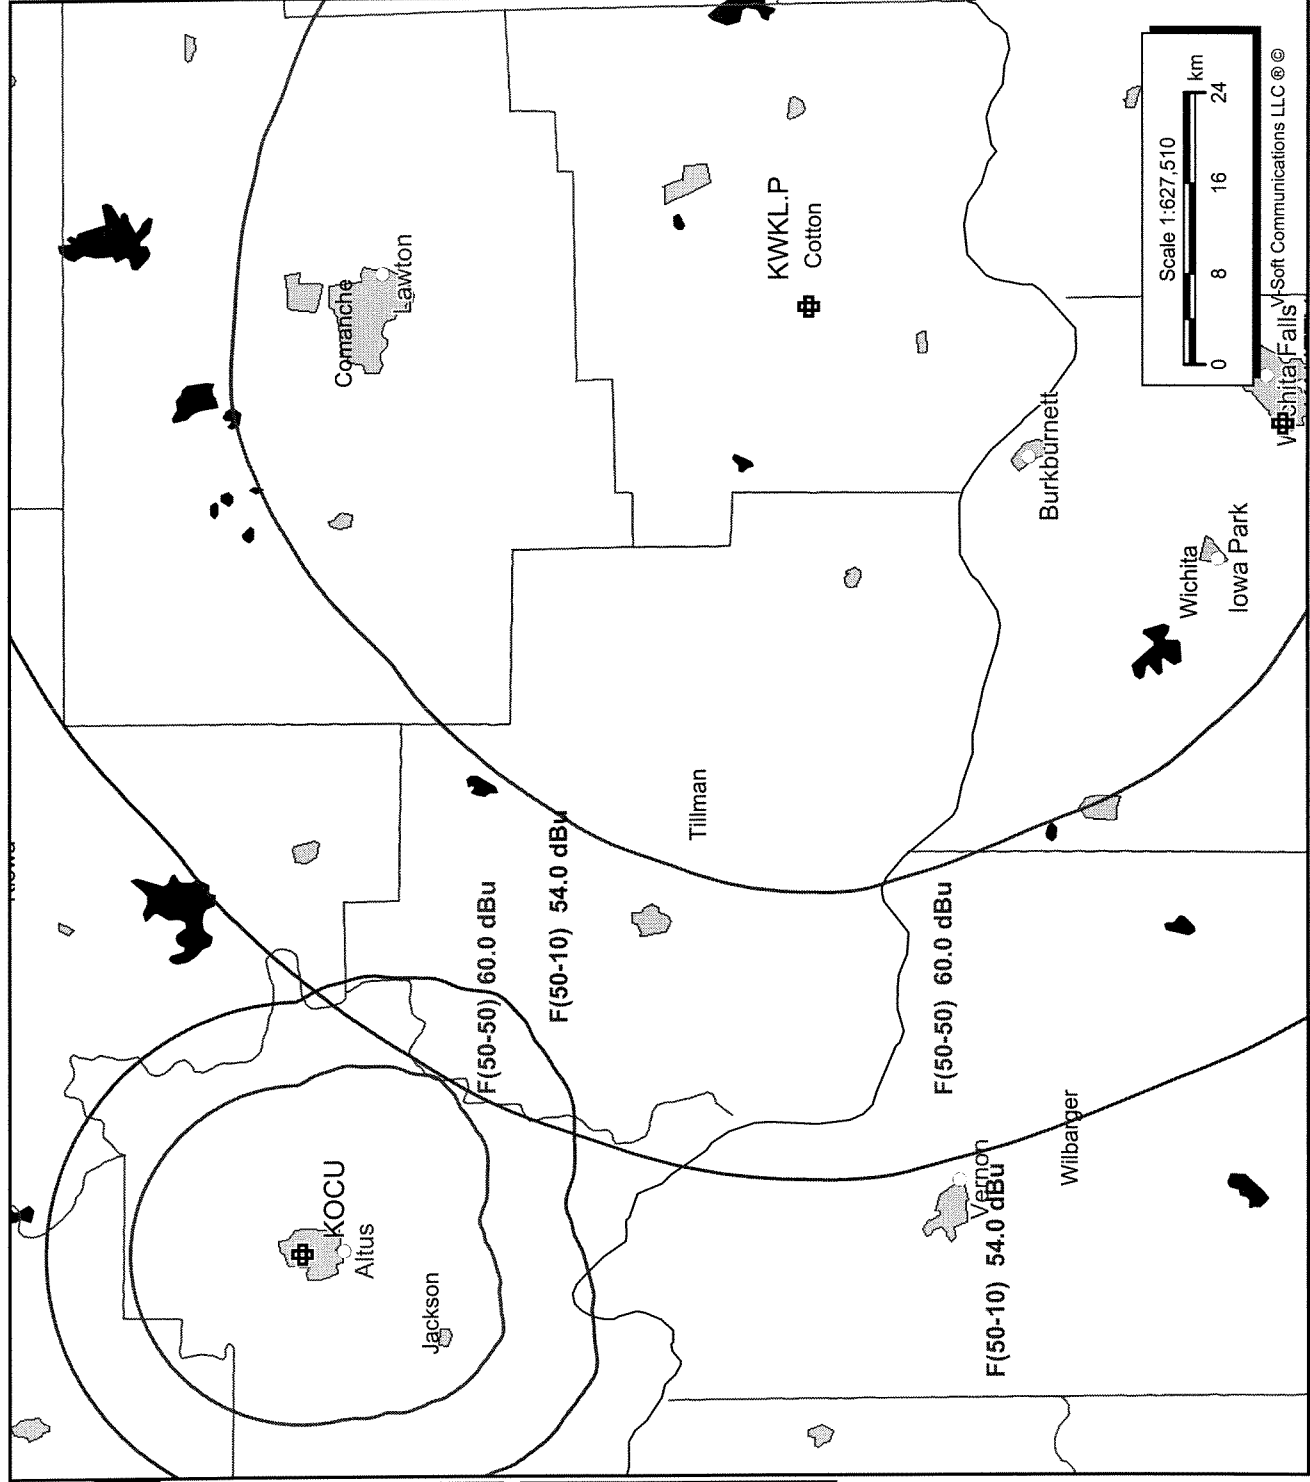 KOCU
Altus
Jackson
F(50-50) 60.0 dBu
F(50-10) 54.0 dBu
Comanche
Lawton
Tillman
KWKL.P
Cotton
F(50-50) 60.0 dBu
Vernon
F(50-10) 54.0 dBu
Wilbarger
Burkburnett
Wichita
Iowa Park
Wichita Falls
Scale 1:627,510
0 8 16 24 km
V-Soft Communications LLC ® ©